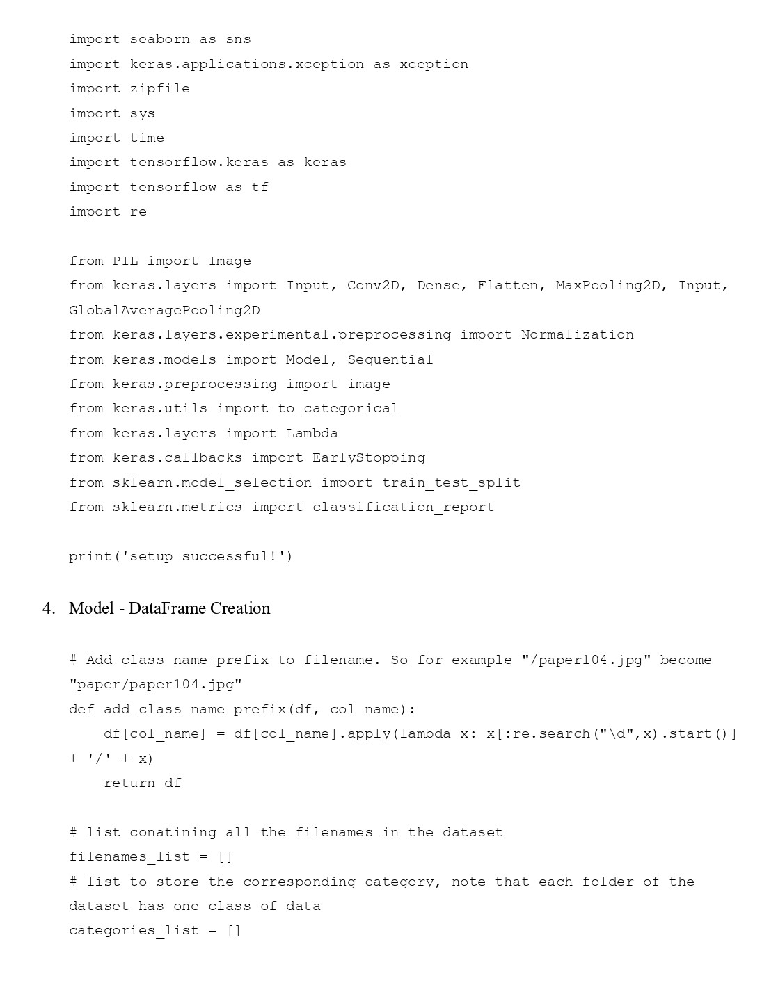 import seaborn as sns
import keras.applications.xception as xception
import zipfile
import sys
import time
import tensorflow.keras as keras
import tensorflow as tf
import re
from PIL import Image
from keras.layers import Input, Conv2D, Dense, Flatten, MaxPooling2D, Input,
GlobalAveragePooling2D
from keras.layers.experimental.preprocessing import Normalization
from keras.models import Model, Sequential
from keras.preprocessing import image
from keras.utils import to_categorical
from keras.layers import Lambda
from keras.callbacks import EarlyStopping
from sklearn.model_selection import train_test_split
from sklearn.metrics import classification_report
print('setup successful!')
4. Model - DataFrame Creation
# Add class name prefix to filename. So for example "/paper104.jpg" become
"paper/paper104.jpg"
def add_class_name_prefix(df, col_name):
    df[col_name] = df[col_name].apply(lambda x: x[:re.search("\d",x).start()]
+ '/' + x)
    return df
# list conatining all the filenames in the dataset
filenames_list = []
# list to store the corresponding category, note that each folder of the
dataset has one class of data
categories_list = []